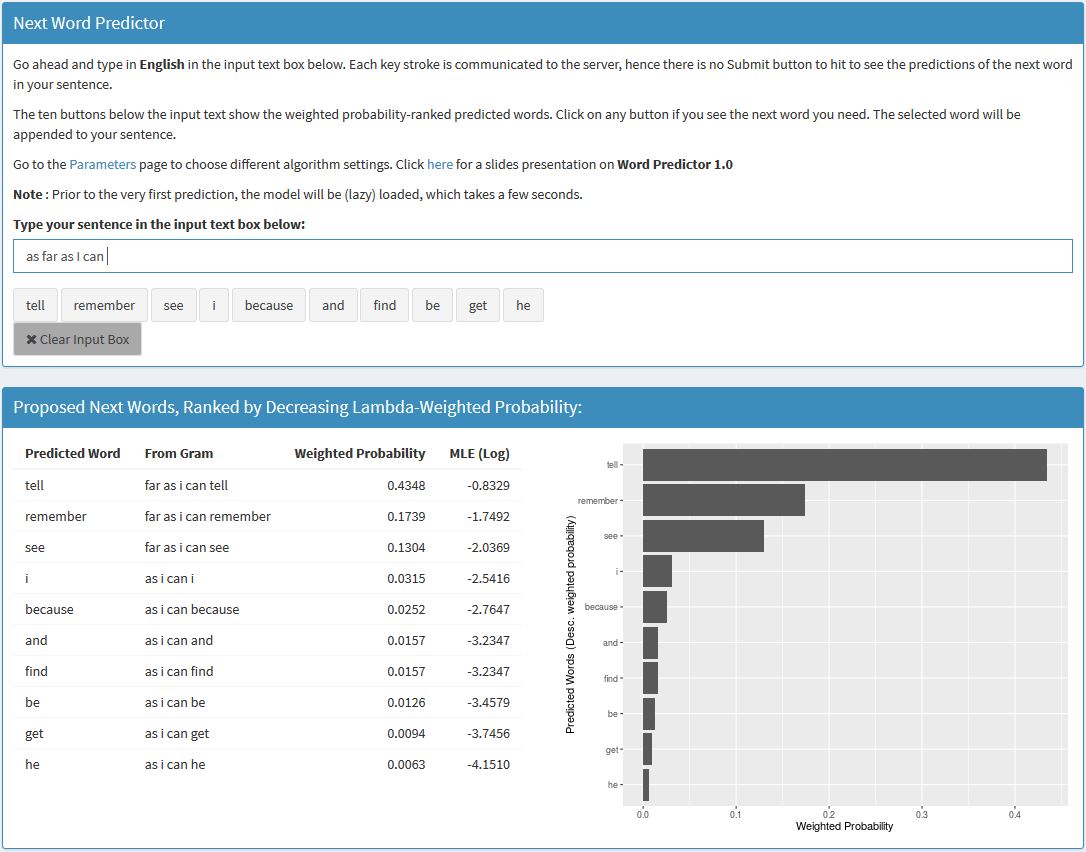 Next Word Predictor
Go ahead and type in English in the input text box below. Each key stroke is communicated to the server, hence there is no Submit button to hit to see the predictions of the next word
in your sentence.
The ten buttons below the input text show the weighted probability-ranked predicted words. Click on any button if you see the next word you need. The selected word will be
appended to your sentence.
Go to the Parameters page to choose different algorithm settings. Click here for a slides presentation on Word Predictor 1.0
Note : Prior to the very first prediction, the model will be (lazy) loaded, which takes a few seconds.
Type your sentence in the input text box below:
as far as I can
tell remember see i because and find be get he
✖ Clear Input Box
Proposed Next Words, Ranked by Decreasing Lambda-Weighted Probability:
Predicted Word From Gram Weighted Probability MLE (Log)
tell far as i can tell 0.4348 -0.8329
remember far as i can remember 0.1739 -1.7492
see far as i can see 0.1304 -2.0369
i as i can i 0.0315 -2.5416
because as i can because 0.0252 -2.7647
and as i can and 0.0157 -3.2347
find as i can find 0.0157 -3.2347
be as i can be 0.0126 -3.4579
get as i can get 0.0094 -3.7456
he as i can he 0.0063 -4.1510
Predicted Words (Desc. weighted probability)
tell
remember
see
i
because
and
find
be
get
he
0.0 0.1 0.2 0.3 0.4
Weighted Probability